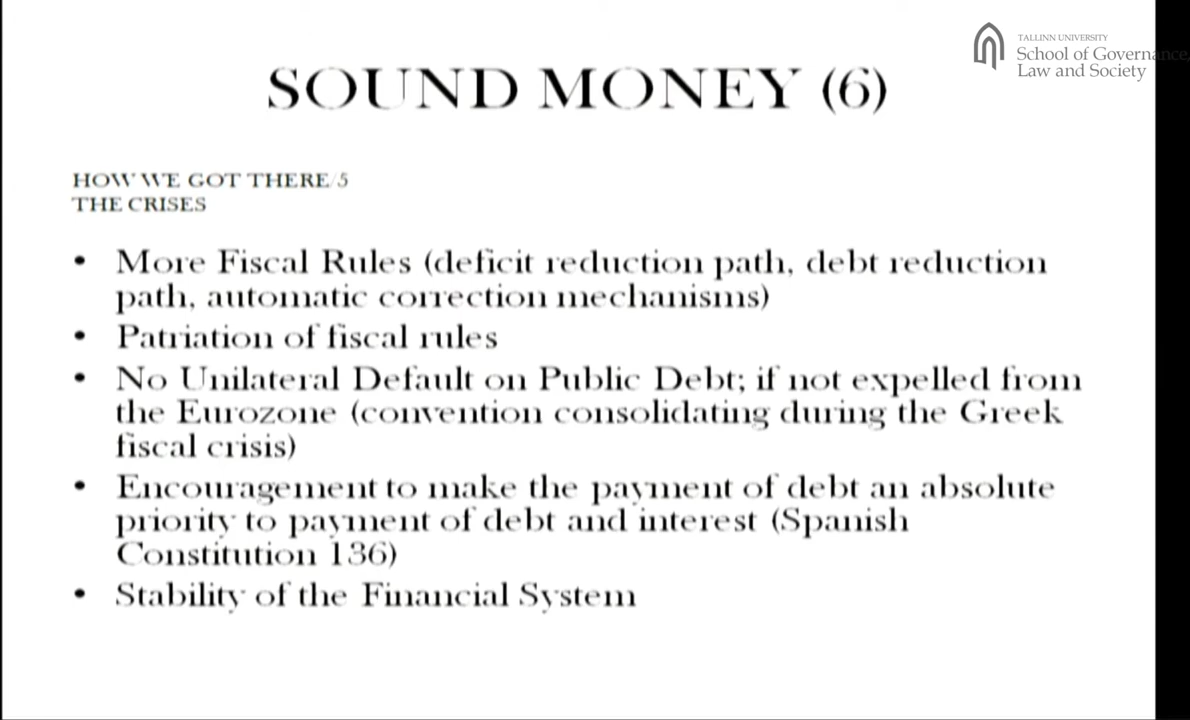 TALLINN UNIVERSITY
School of Governance,
Law and Society
SOUND MONEY (6)
HOW WE GOT THERE/5
THE CRISES
• More Fiscal Rules (deficit reduction path, debt reduction
path, automatic correction mechanisms)
• Patriation of fiscal rules
• No Unilateral Default on Public Debt; if not expelled from
the Eurozone (convention consolidating during the Greek
fiscal crisis)
• Encouragement to make the payment of debt an absolute
priority to payment of debt and interest (Spanish
Constitution 136)
• Stability of the Financial System